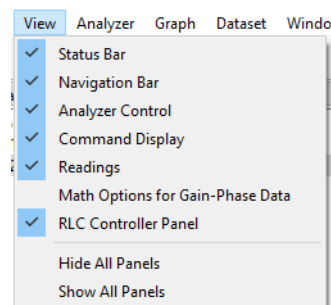 View Analyzer Graph Dataset Windo
Status Bar
Navigation Bar
Analyzer Control
Command Display
Readings
Math Options for Gain-Phase Data
RLC Controller Panel
Hide All Panels
Show All Panels